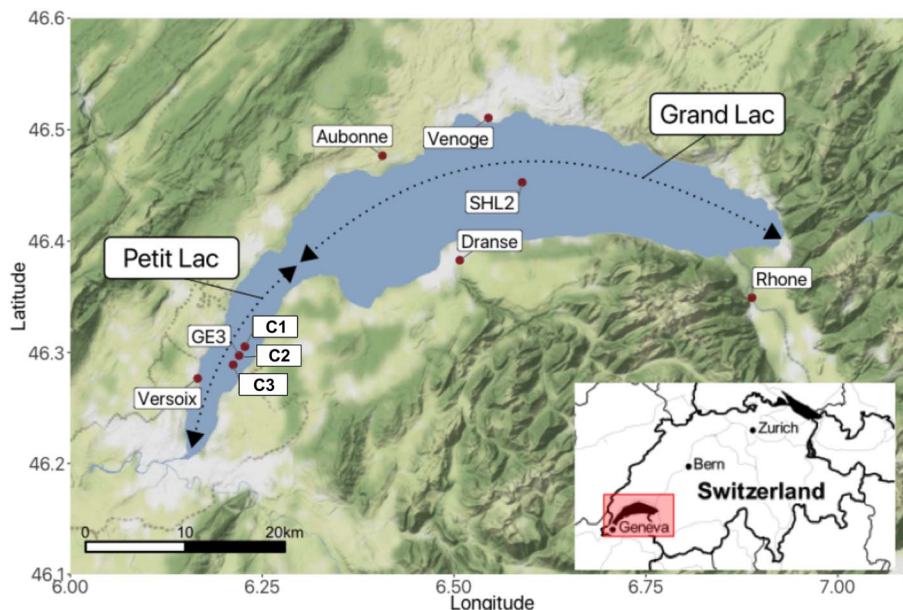 46.6
46.5
46.4
46.3
46.2
46.1
Latitude
Grand Lac
Aubonne
Venoge
SHL2
Dranse
Petit Lac
Rhone
GE3
C1
C2
C3
Versoix
Zurich
Bern
Switzerland
Geneva
0 10 20km
6.00 6.25 6.50 6.75 7.00
Longitude